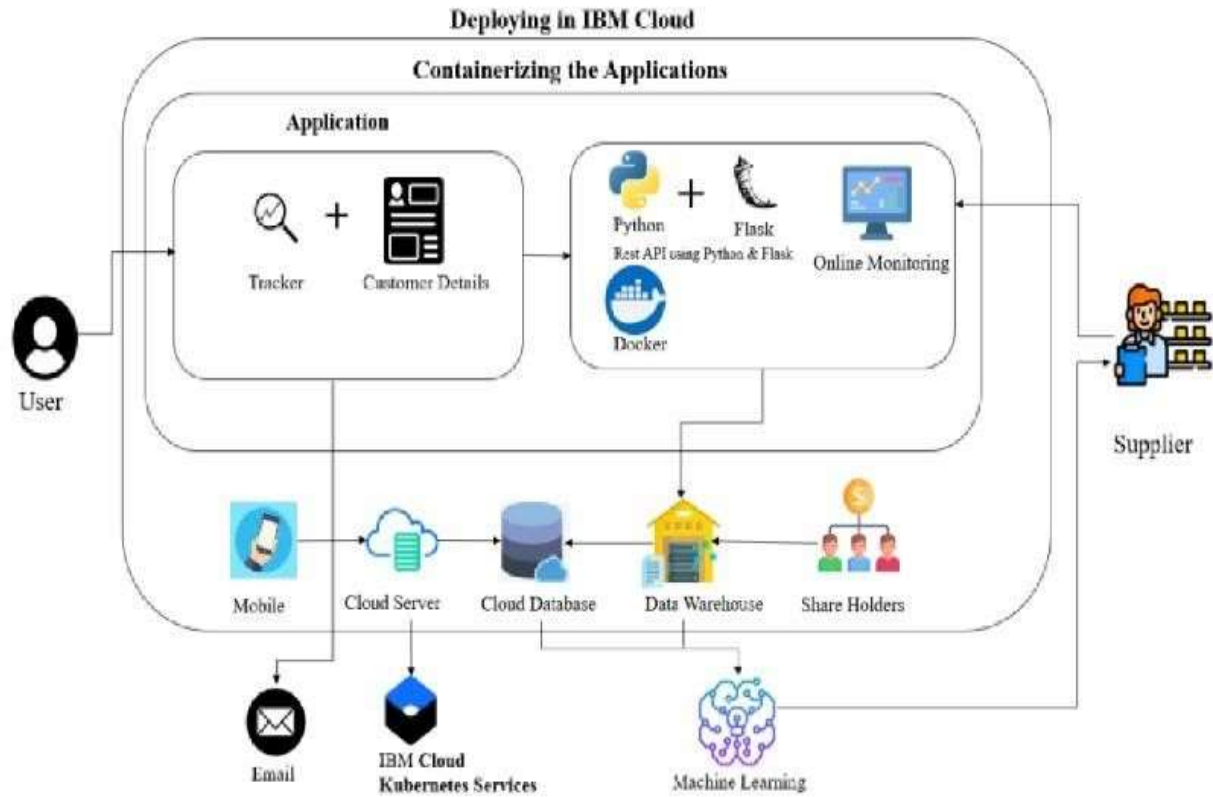 Deploying in IBM Cloud
Containerizing the Applications
Application
Tracker
+
Customer Details
Python
+
Flask
Rest API using Python & Flask
Online Monitoring
Docker
User
Supplier
Mobile
Cloud Server
Cloud Database
Data Warehouse
Share Holders
Email
IBM Cloud
Kubernetes Services
Machine Learning